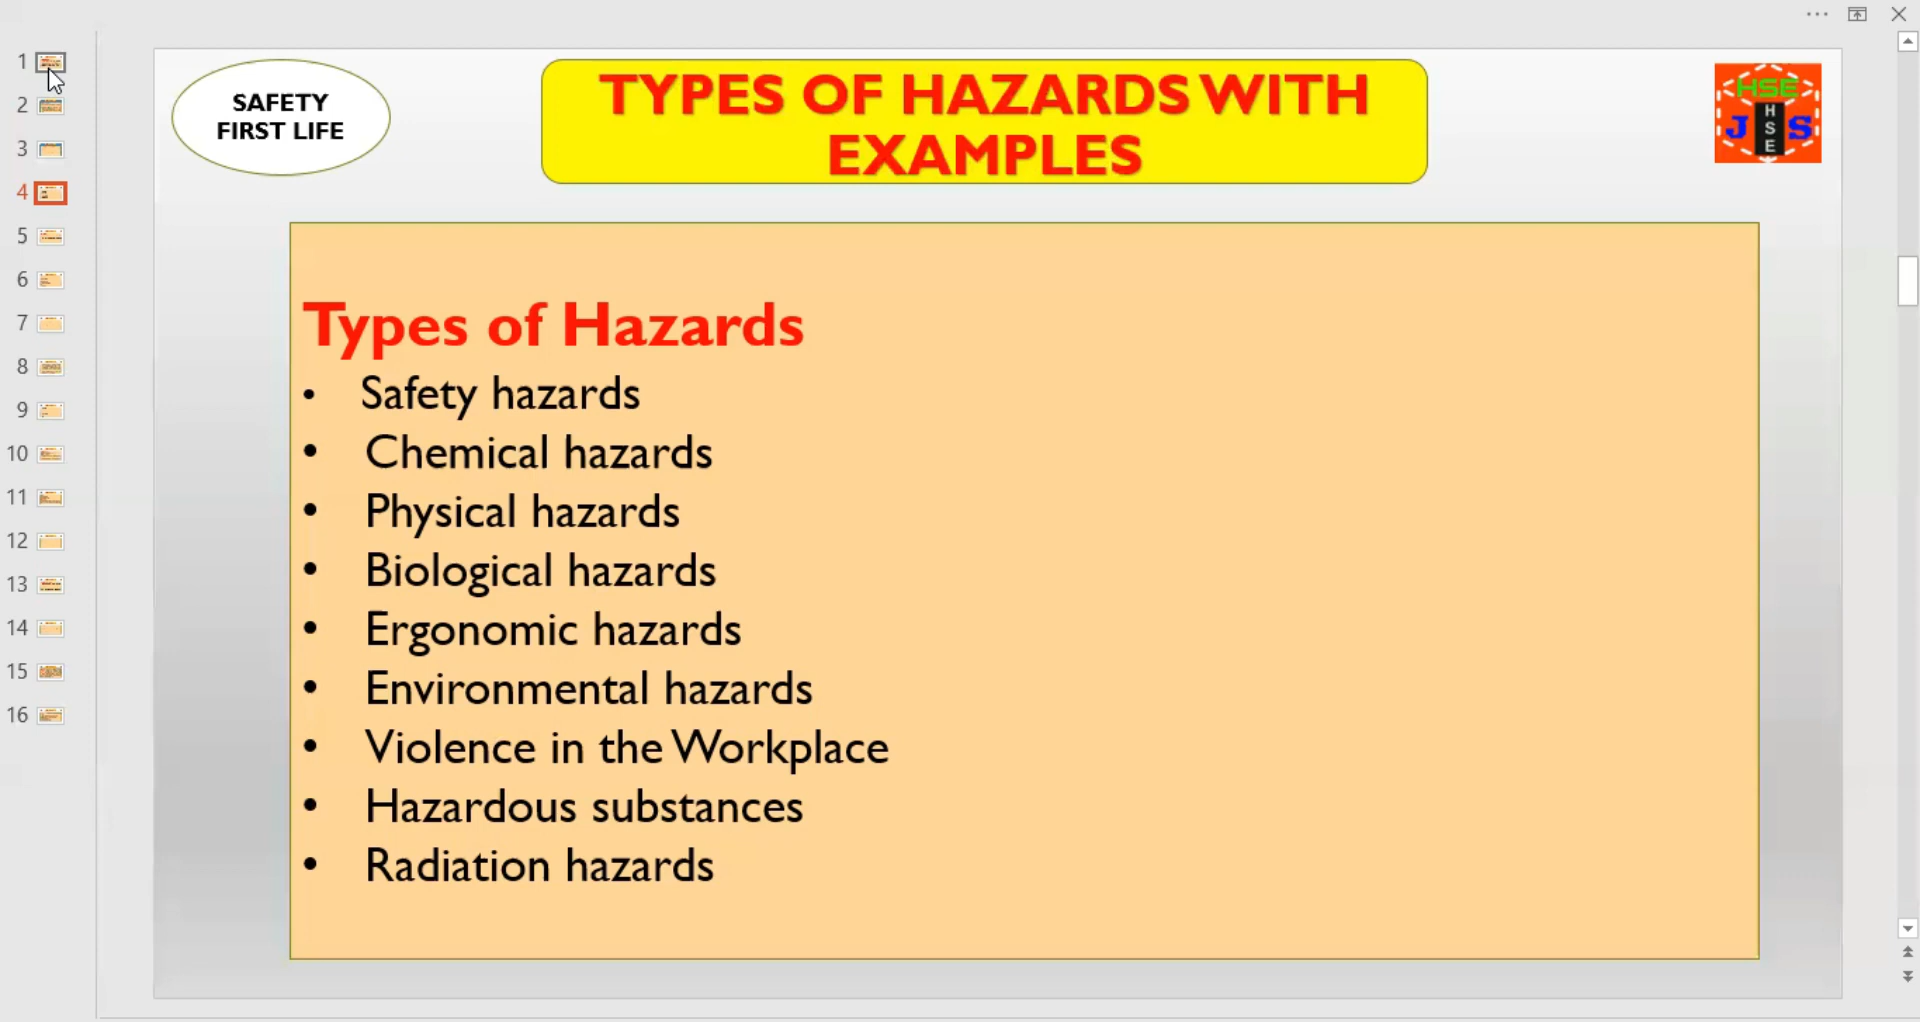 1
2
3
4
5
6
7
8
9
10
11
12
13
14
15
16
SAFETY
FIRST LIFE
TYPES OF HAZARDS WITH
EXAMPLES
HSE
J HSE S
Types of Hazards
• Safety hazards
• Chemical hazards
• Physical hazards
• Biological hazards
• Ergonomic hazards
• Environmental hazards
• Violence in the Workplace
• Hazardous substances
• Radiation hazards